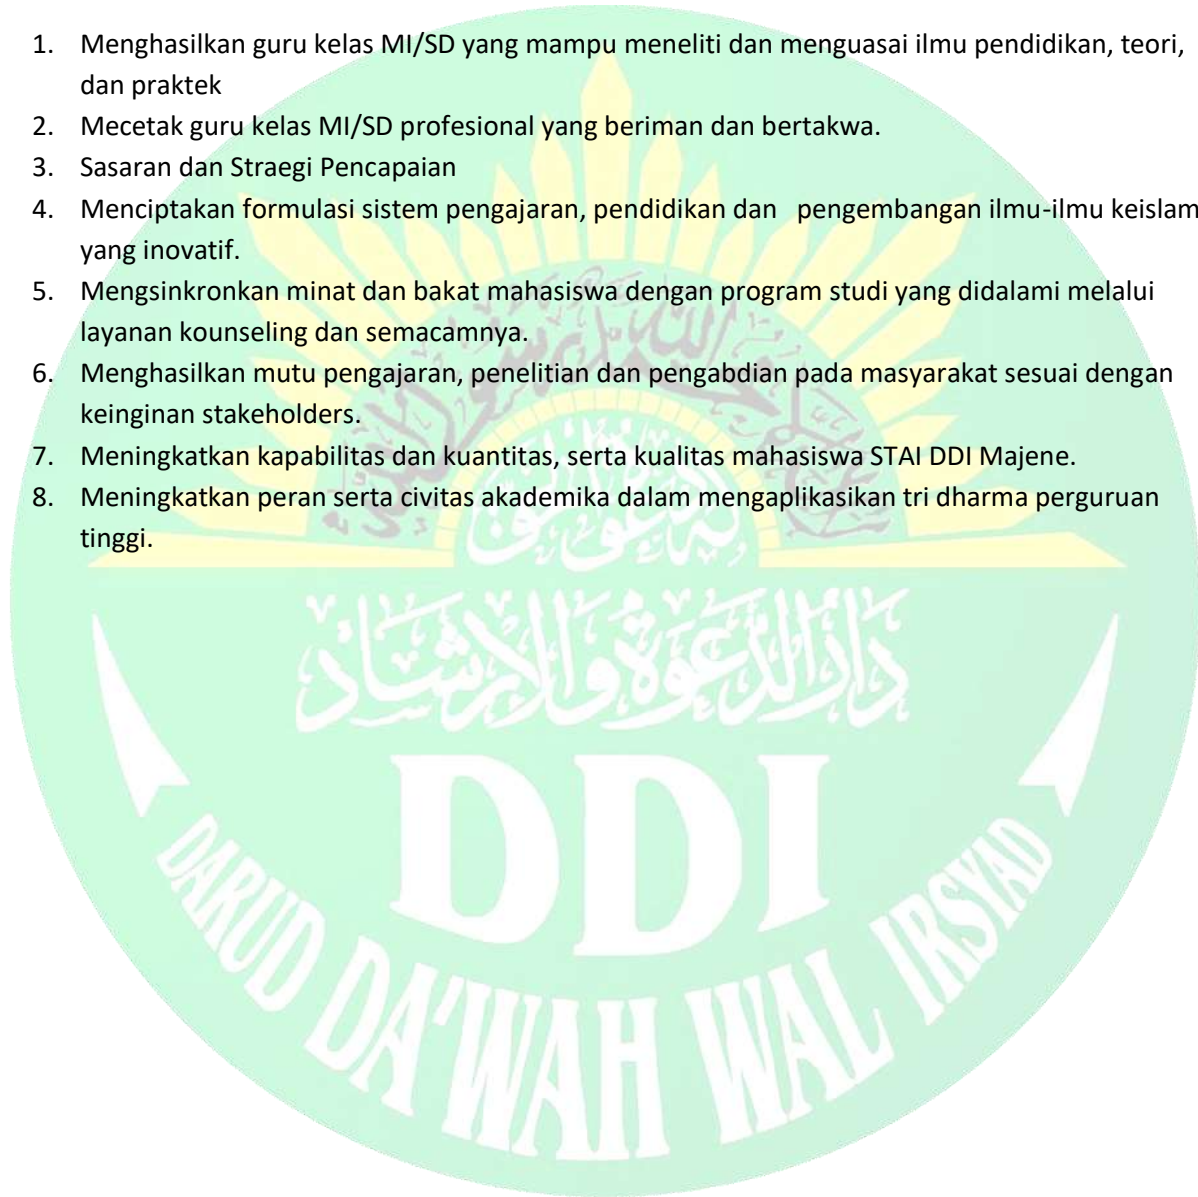 1. Menghasilkan guru kelas MI/SD yang mampu meneliti dan menguasai ilmu pendidikan, teori,
dan praktek
2. Mecetak guru kelas MI/SD profesional yang beriman dan bertakwa.
3. Sasaran dan Straegi Pencapaian
4. Menciptakan formulasi sistem pengajaran, pendidikan dan pengembangan ilmu-ilmu keislam
yang inovatif.
5. Mengsinkronkan minat dan bakat mahasiswa dengan program studi yang didalami melalui
layanan kounseling dan semacamnya.
6. Menghasilkan mutu pengajaran, penelitian dan pengabdian pada masyarakat sesuai dengan
keinginan stakeholders.
7. Meningkatkan kapabilitas dan kuantitas, serta kualitas mahasiswa STAI DDI Majene.
8. Meningkatkan peran serta civitas akademika dalam mengaplikasikan tri dharma perguruan
tinggi.
دار الدعوة والارشاد
DDI
DARUD DA'WAH WAL IRSYAD